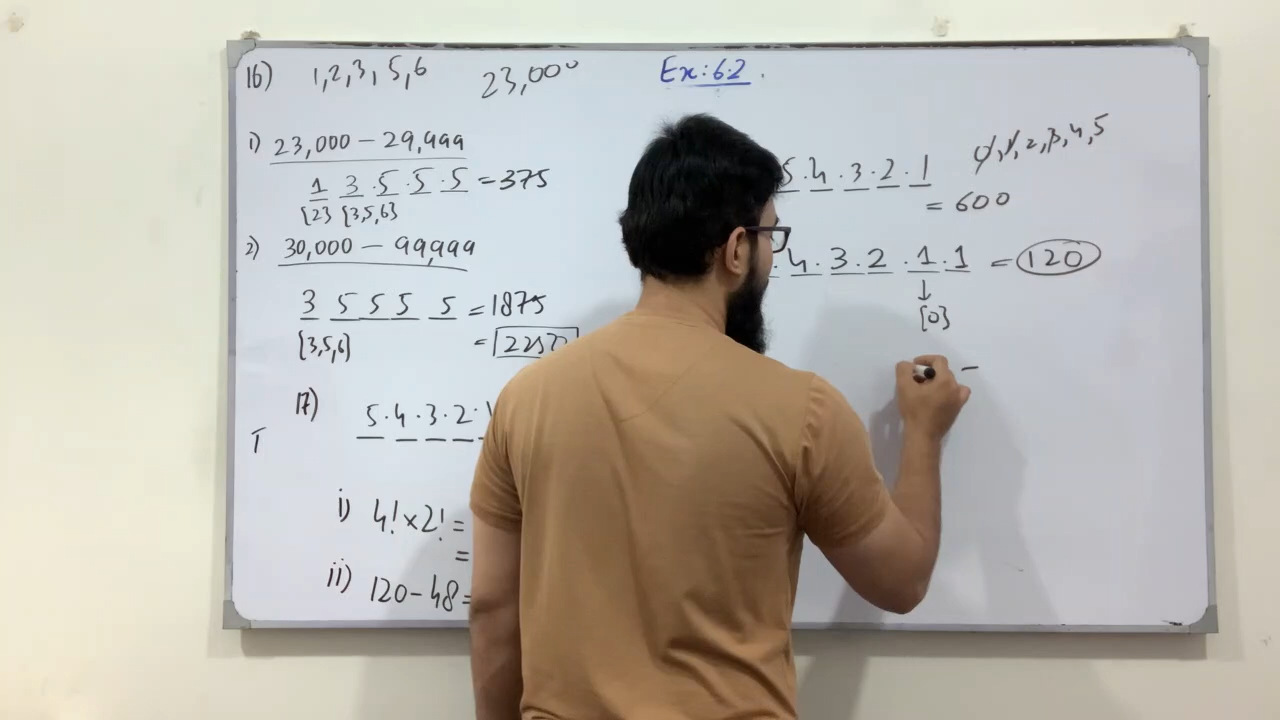 16) 1,2,3,5,6 23,000
Ex: 6.2.
1) 23,000 - 29,999
1 3 . 5 . 5 . 5 = 375
{2} {3,5,6}
2) 30,000 - 99,999
3 5 5 5 5 = 1875
{3,5,6} =
17) 5.4.3.2.
i) 4! × 2! =
=
ii) 120 - 48 =
5.4.3.2.1
0,1,2,3,4,5
= 600
.4.3.2.1.1 = 120
↓
{0}
-